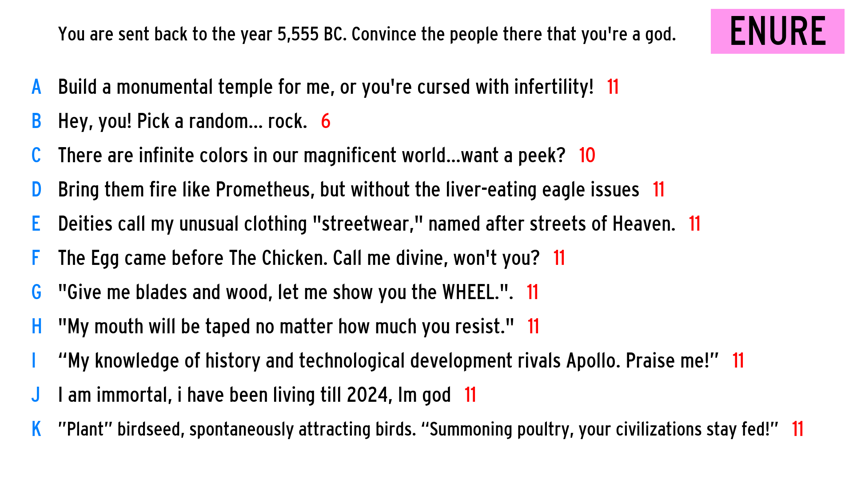 You are sent back to the year 5,555 BC. Convince the people there that you're a god.
ENURE
A Build a monumental temple for me, or you're cursed with infertility! 11
B Hey, you! Pick a random... rock. 6
C There are infinite colors in our magnificent world...want a peek? 10
D Bring them fire like Prometheus, but without the liver-eating eagle issues 11
E Deities call my unusual clothing "streetwear," named after streets of Heaven. 11
F The Egg came before The Chicken. Call me divine, won't you? 11
G "Give me blades and wood, let me show you the WHEEL.". 11
H "My mouth will be taped no matter how much you resist." 11
I “My knowledge of history and technological development rivals Apollo. Praise me!” 11
J I am immortal, i have been living till 2024, Im god 11
K ”Plant” birdseed, spontaneously attracting birds. “Summoning poultry, your civilizations stay fed!” 11